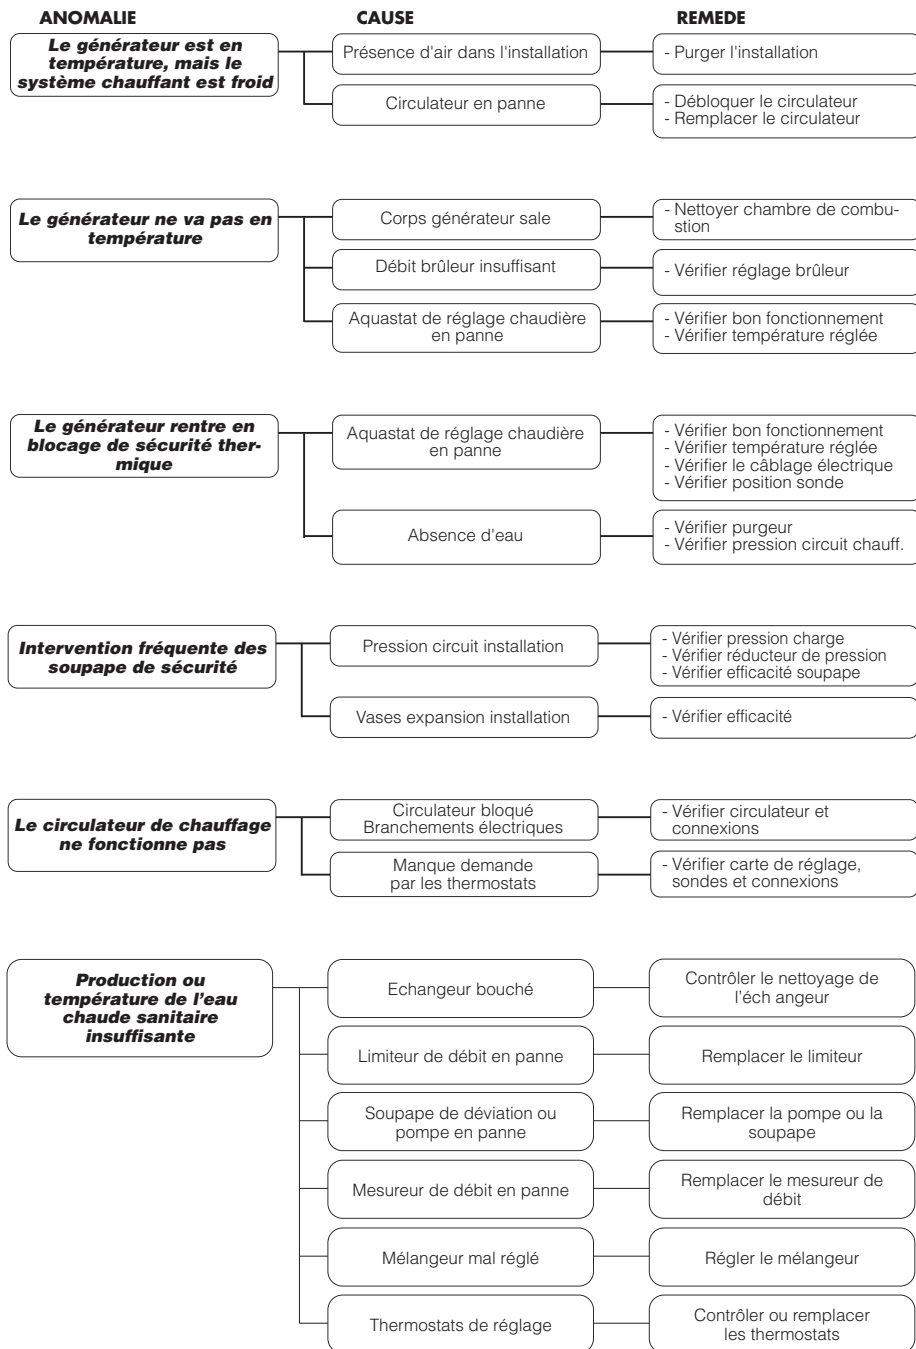 ANOMALIE CAUSE REMEDE
Le générateur est en
température, mais le
système chauffant est froid
Présence d'air dans l'installation
- Purger l'installation
Circulateur en panne
- Débloquer le circulateur
- Remplacer le circulateur
Le générateur ne va pas en
température
Corps générateur sale
- Nettoyer chambre de combu-
stion
Débit brûleur insuffisant
- Vérifier réglage brûleur
Aquastat de réglage chaudière
en panne
- Vérifier bon fonctionnement
- Vérifier température réglée
Le générateur rentre en
blocage de sécurité ther-
mique
Aquastat de réglage chaudière
en panne
- Vérifier bon fonctionnement
- Vérifier température réglée
- Vérifier le câblage électrique
- Vérifier position sonde
Absence d'eau
- Vérifier purgeur
- Vérifier pression circuit chauff.
Intervention fréquente des
soupape de sécurité
Pression circuit installation
- Vérifier pression charge
- Vérifier réducteur de pression
- Vérifier efficacité soupape
Vases expansion installation
- Vérifier efficacité
Le circulateur de chauffage
ne fonctionne pas
Circulateur bloqué
Branchements électriques
- Vérifier circulateur et
connexions
Manque demande
par les thermostats
- Vérifier carte de réglage,
sondes et connexions
Production ou
température de l'eau
chaude sanitaire
insuffisante
Echangeur bouché
Contrôler le nettoyage de
l'éch angeur
Limiteur de débit en panne
Remplacer le limiteur
Soupape de déviation ou
pompe en panne
Remplacer la pompe ou la
soupape
Mesureur de débit en panne
Remplacer le mesureur de
débit
Mélangeur mal réglé
Régler le mélangeur
Thermostats de réglage
Contrôler ou remplacer
les thermostats